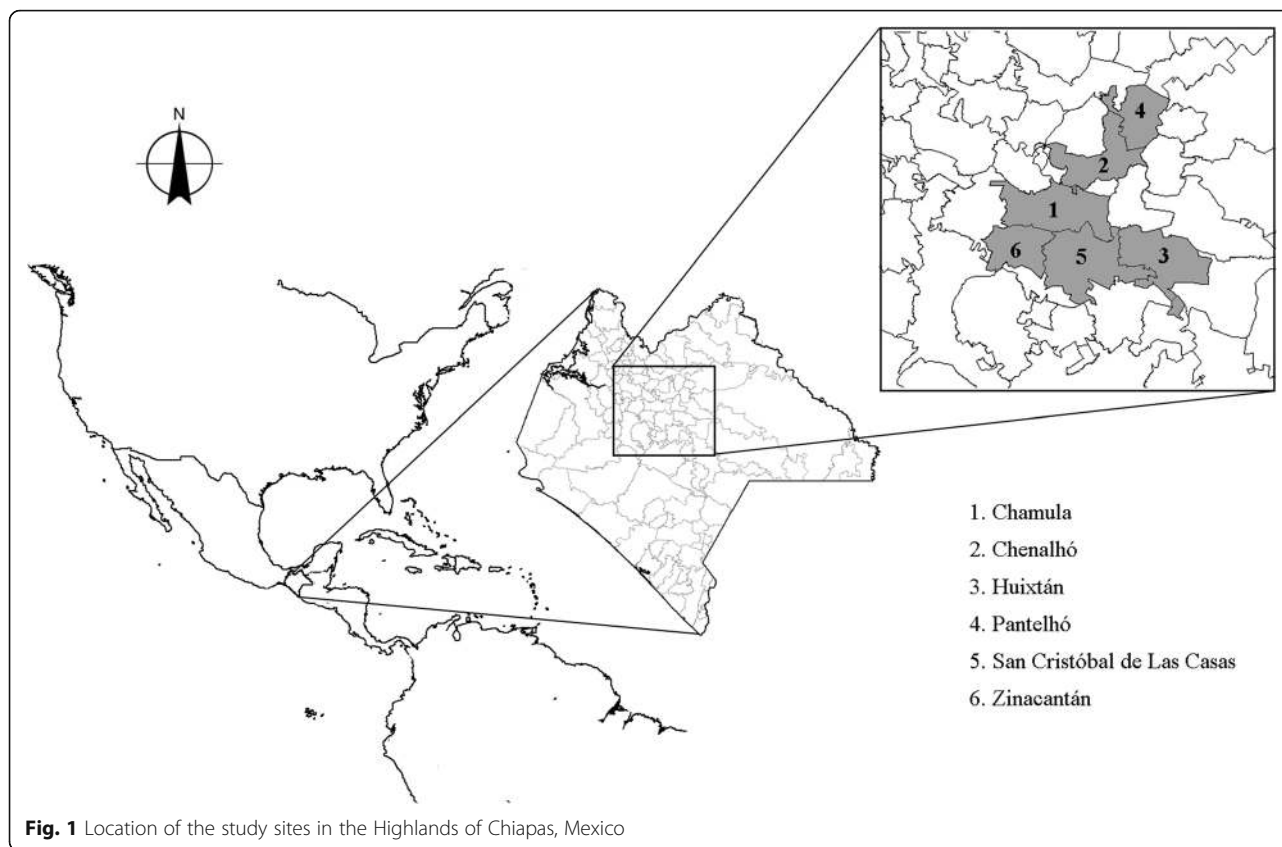 N
4
2
1
6
5
3
1. Chamula
2. Chenalhó
3. Huixtán
4. Pantelhó
5. San Cristóbal de Las Casas
6. Zinacantán
Fig. 1 Location of the study sites in the Highlands of Chiapas, Mexico